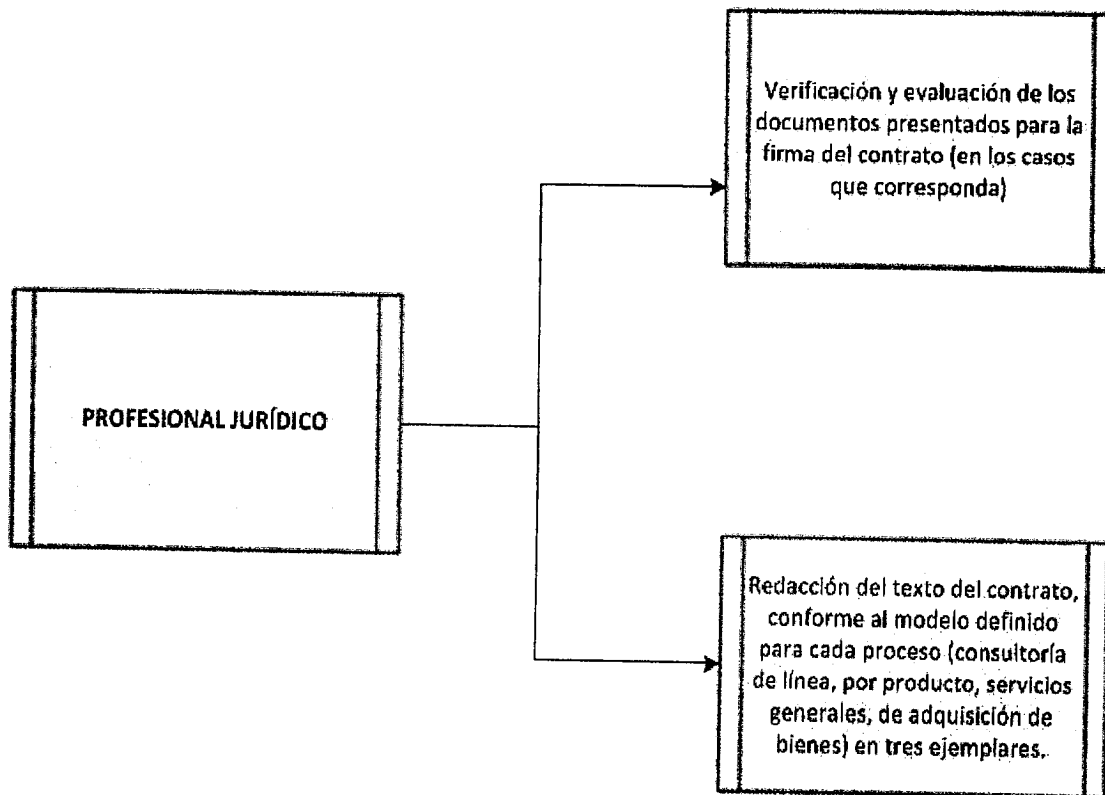 Verificación y evaluación de los
documentos presentados para la
firma del contrato (en los casos
que corresponda)
PROFESIONAL JURÍDICO
Redacción del texto del contrato,
conforme al modelo definido
para cada proceso (consultoría
de línea, por producto, servicios
generales, de adquisición de
bienes) en tres ejemplares.